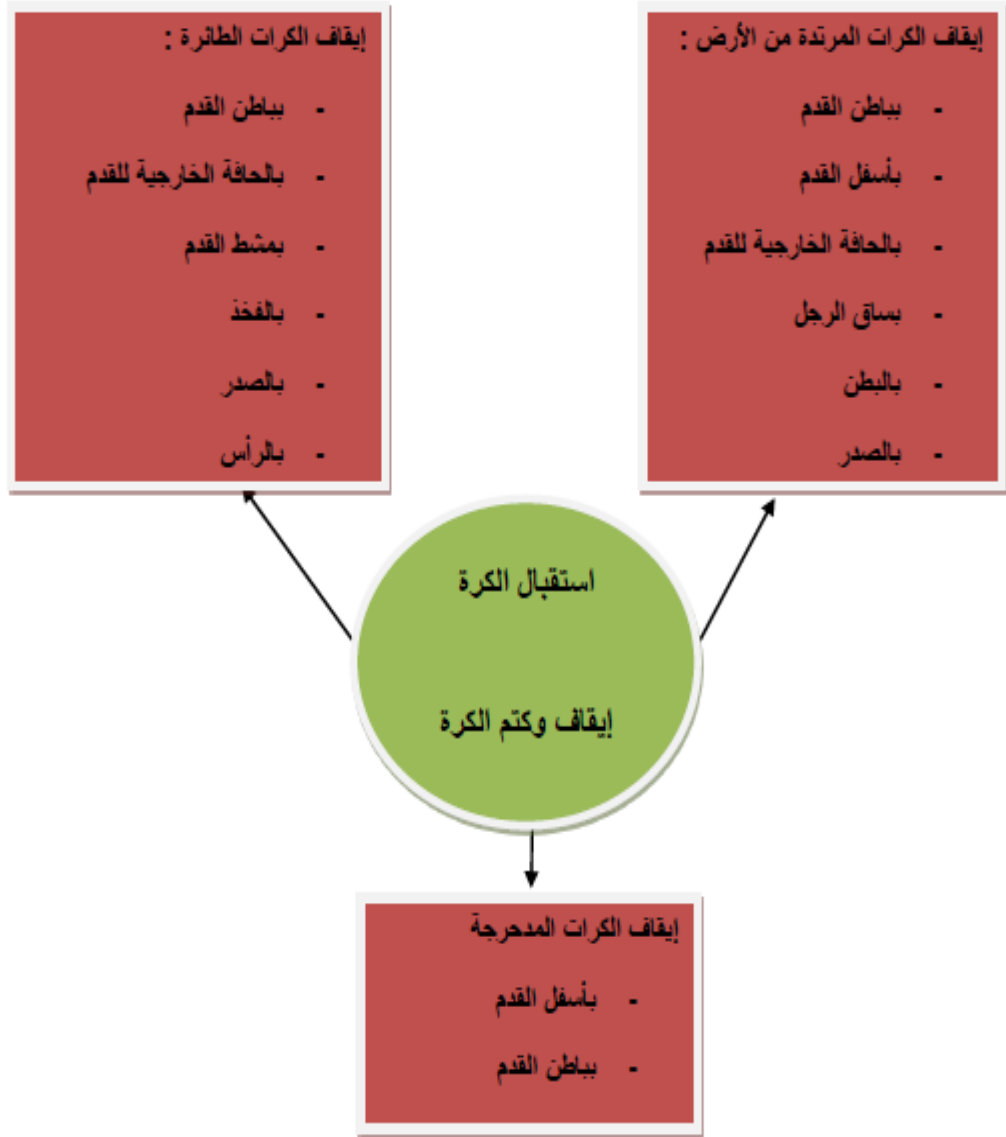 إيقاف الكرات المرتدة من الأرض :
- بباطن القدم
- بأسفل القدم
- بالحافة الخارجية للقدم
- بساق الرجل
- بالبطن
- بالصدر
إيقاف الكرات الطائرة :
- بباطن القدم
- بالحافة الخارجية للقدم
- بمشط القدم
- بالفخذ
- بالصدر
- بالرأس
استقبال الكرة
إيقاف وكتم الكرة
إيقاف الكرات المدحرجة
- بأسفل القدم
- بباطن القدم